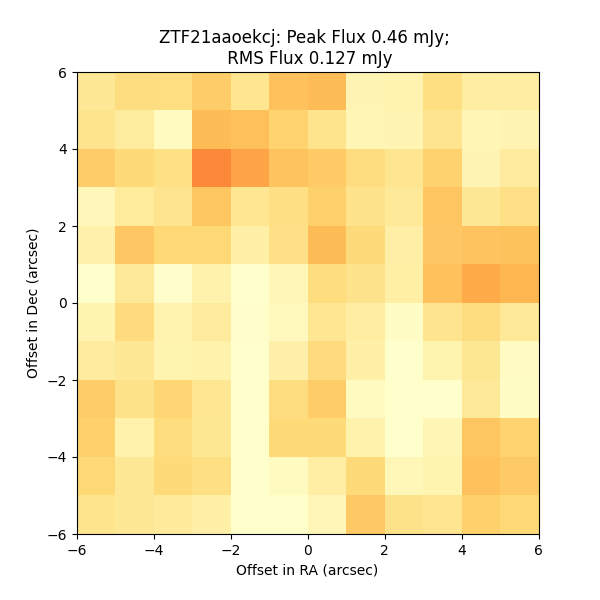 ZTF21aaoekcj: Peak Flux 0.46 mJy;
RMS Flux 0.127 mJy
6
4
2
0
−2
−4
−6
Offset in Dec (arcsec)
−6 −4 −2 0 2 4 6
Offset in RA (arcsec)